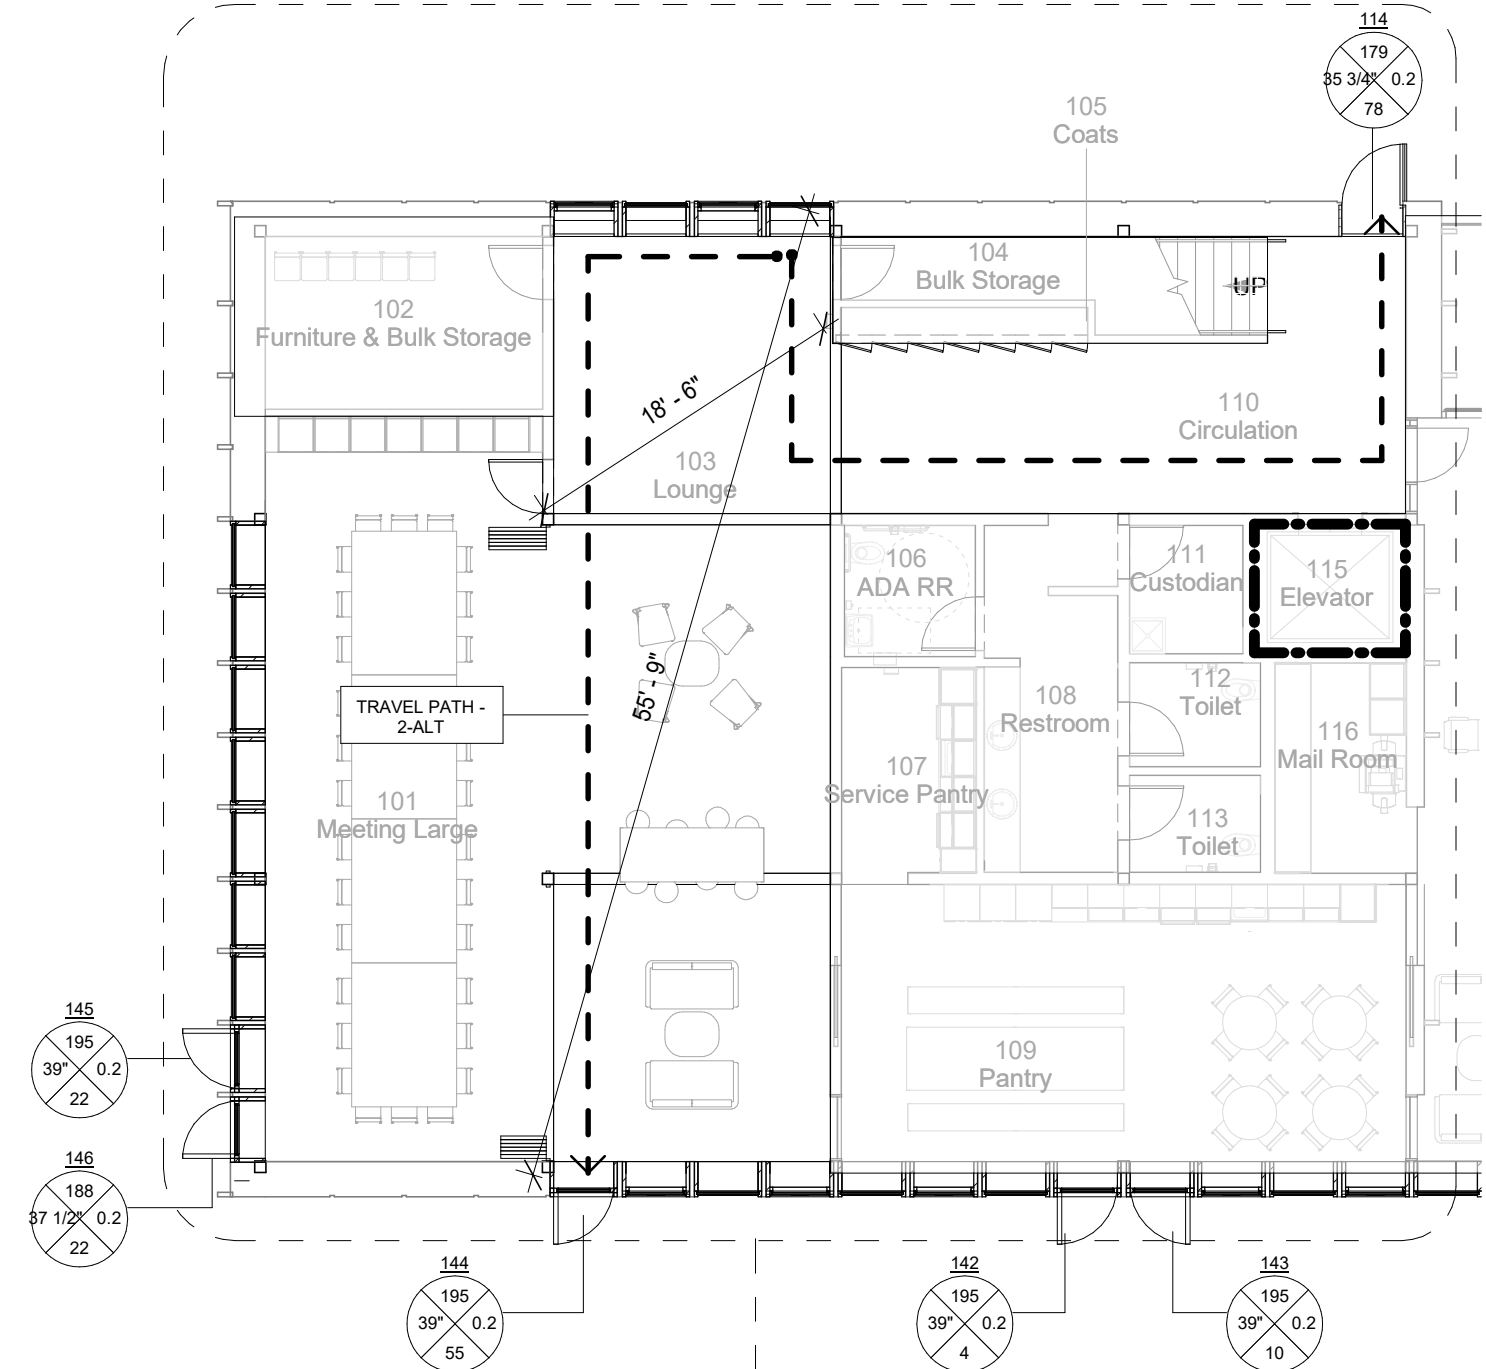 114
179
35 3/4" 0.2
78
105
Coats
104
Bulk Storage
UP
102
Furniture & Bulk Storage
18' - 6"
110
Circulation
103
Lounge
106
ADA RR
111
Custodian
115
Elevator
55' - 9"
TRAVEL PATH -
2-ALT
108
Restroom
112
Toilet
116
Mail Room
107
Service Pantry
101
Meeting Large
113
Toilet
145
195
39" 0.2
22
109
Pantry
146
188
37 1/2" 0.2
22
144
195
39" 0.2
55
142
195
39" 0.2
4
143
195
39" 0.2
10